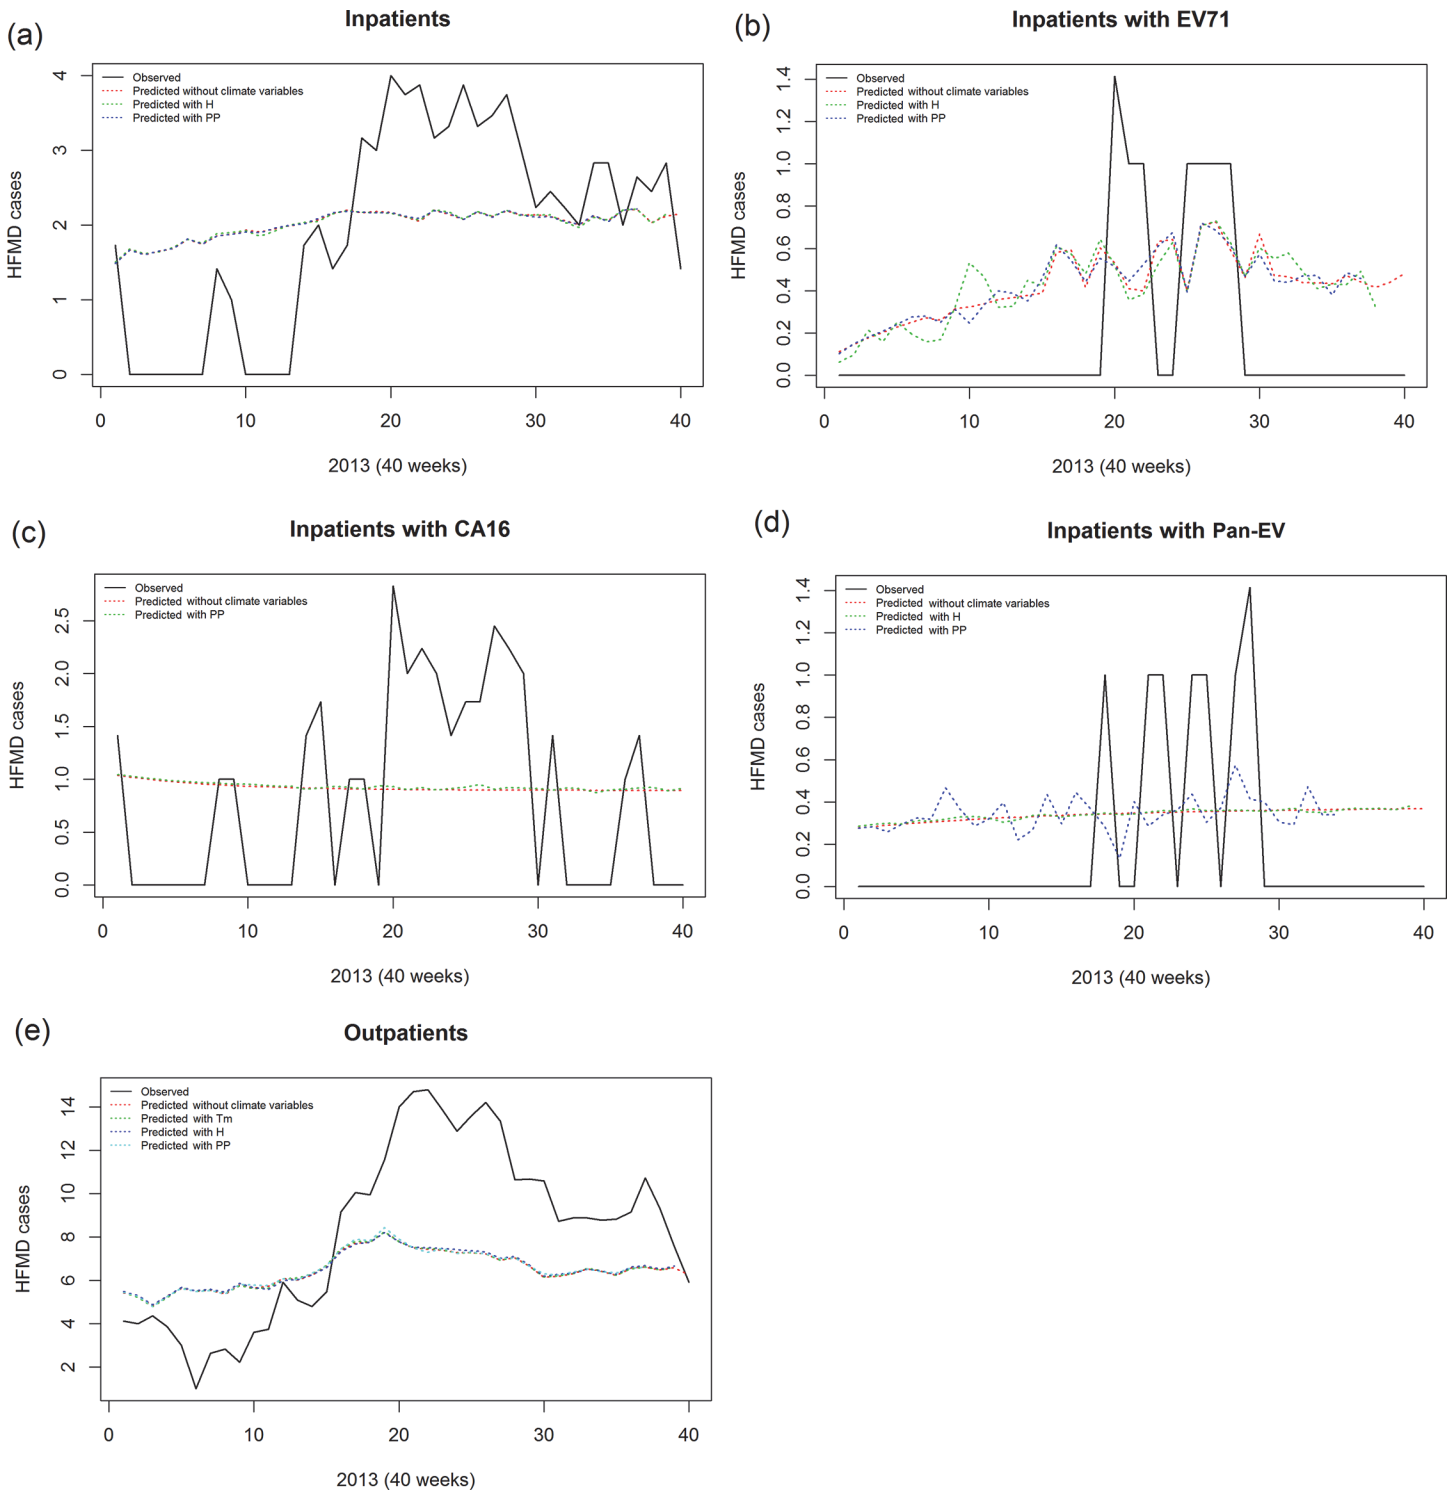 (a)
Inpatients
Observed
Predicted without climate variables
Predicted with H
Predicted with PP
HFMD cases
4
3
2
1
0
0 10 20 30 40
2013 (40 weeks)
(b)
Inpatients with EV71
Observed
Predicted without climate variables
Predicted with H
Predicted with PP
HFMD cases
1.4
1.2
1.0
0.8
0.6
0.4
0.2
0.0
0 10 20 30 40
2013 (40 weeks)
(c)
Inpatients with CA16
Observed
Predicted without climate variables
Predicted with PP
HFMD cases
2.5
2.0
1.5
1.0
0.5
0.0
0 10 20 30 40
2013 (40 weeks)
(d)
Inpatients with Pan-EV
Observed
Predicted without climate variables
Predicted with H
Predicted with PP
HFMD cases
1.4
1.2
1.0
0.8
0.6
0.4
0.2
0.0
0 10 20 30 40
2013 (40 weeks)
(e)
Outpatients
Observed
Predicted without climate variables
Predicted with Tm
Predicted with H
Predicted with PP
HFMD cases
14
12
10
8
6
4
2
0 10 20 30 40
2013 (40 weeks)